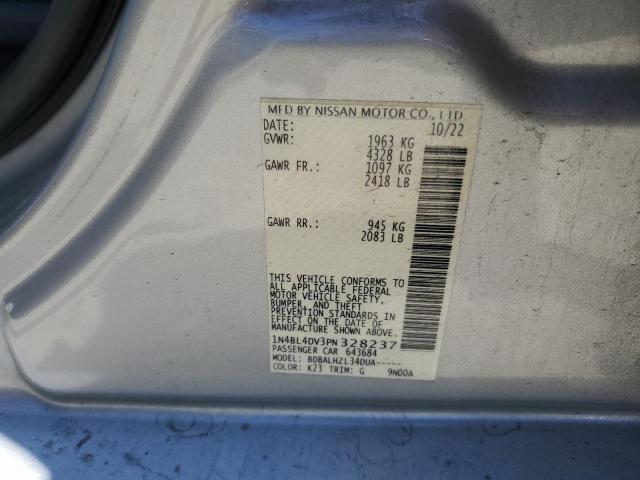 MFD BY NISSAN MOTOR CO., LTD
DATE: 10/22
GVWR: 1963 KG
4328 LB
GAWR FR.: 1097 KG
2418 LB
GAWR RR.: 945 KG
2083 LB
THIS VEHICLE CONFORMS TO
ALL APPLICABLE FEDERAL
MOTOR VEHICLE SAFETY,
BUMPER, AND THEFT
PREVENTION STANDARDS IN
EFFECT ON THE DATE OF
MANUFACTURE SHOWN ABOVE.
1N4BL4DV3PN328237
PASSENGER CAR 643684
MODEL: BDBALHZL34DUA-----
COLOR: K23 TRIM: G 9N00A